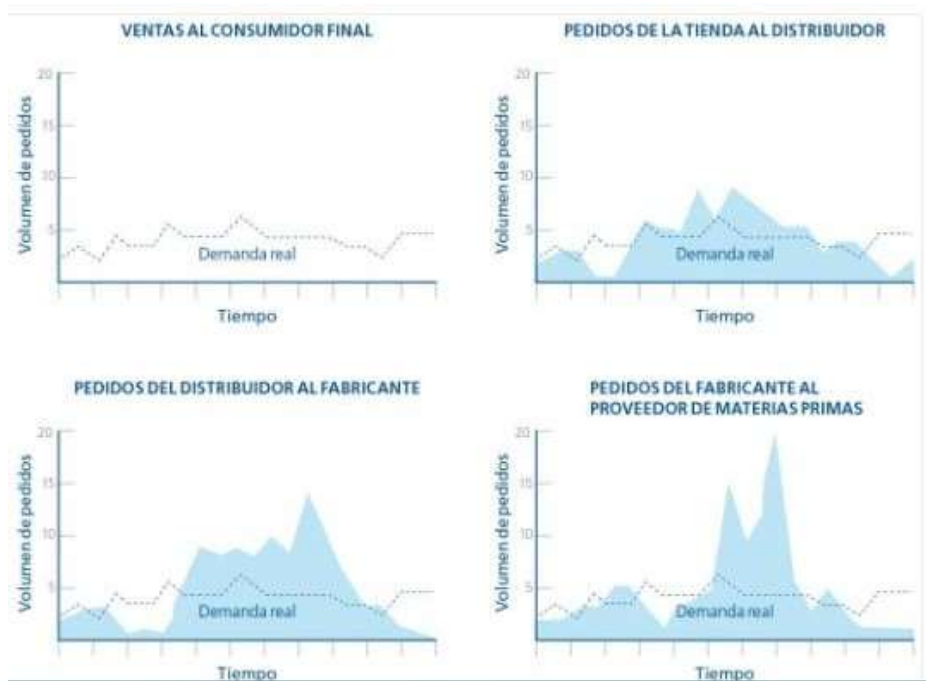 VENTAS AL CONSUMIDOR FINAL
20
15
10
5
Volumen de pedidos
Demanda real
Tiempo
PEDIDOS DE LA TIENDA AL DISTRIBUIDOR
20
15
10
5
Volumen de pedidos
Demanda real
Tiempo
PEDIDOS DEL DISTRIBUIDOR AL FABRICANTE
20
15
10
5
Volumen de pedidos
Demanda real
Tiempo
PEDIDOS DEL FABRICANTE AL
PROVEEDOR DE MATERIAS PRIMAS
20
15
10
5
Volumen de pedidos
Demanda real
Tiempo